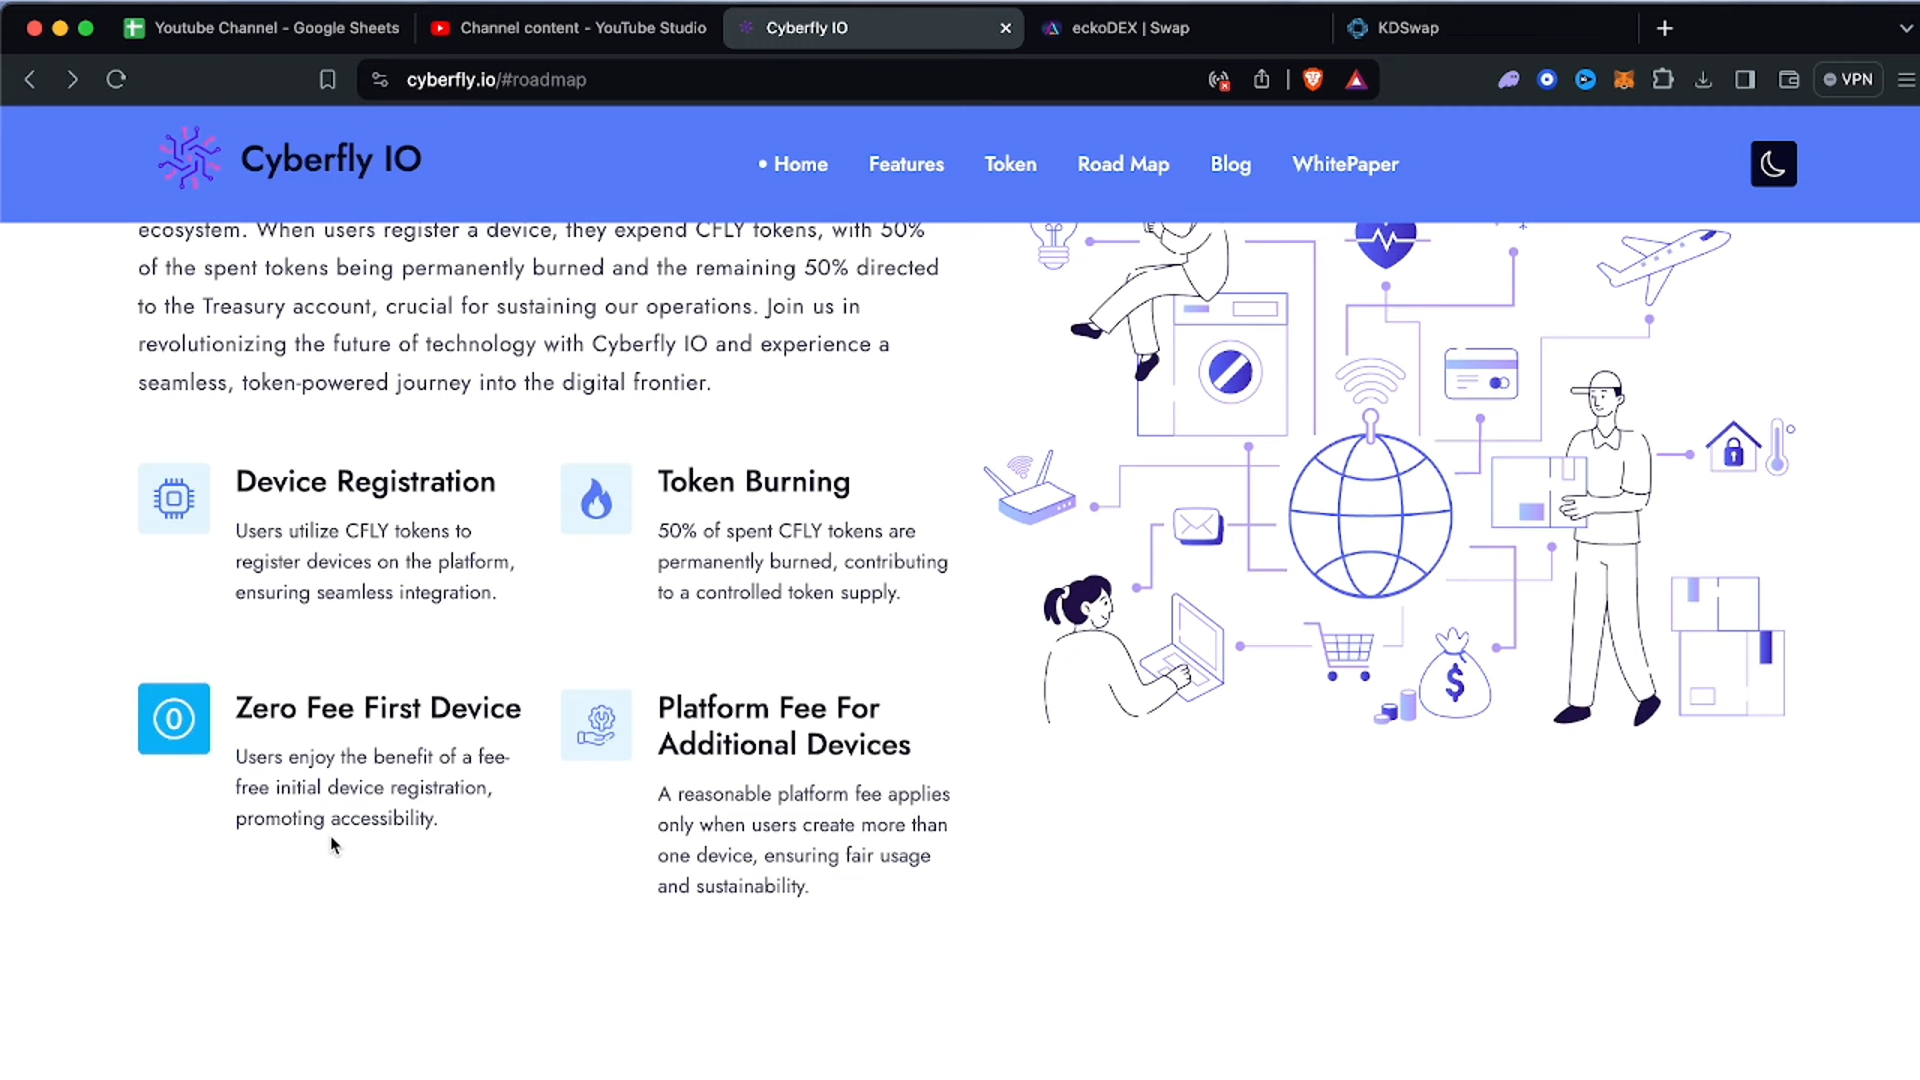 Youtube Channel - Google Sheets
Channel content - YouTube Studio
Cyberfly IO
eckoDEX | Swap
KDSwap
cyberfly.io/#roadmap
VPN
Cyberfly IO
Home
Features
Token
Road Map
Blog
WhitePaper
ecosystem. When users register a device, they expend CFLY tokens, with 50%
of the spent tokens being permanently burned and the remaining 50% directed
to the Treasury account, crucial for sustaining our operations. Join us in
revolutionizing the future of technology with Cyberfly IO and experience a
seamless, token-powered journey into the digital frontier.
Device Registration
Users utilize CFLY tokens to
register devices on the platform,
ensuring seamless integration.
Token Burning
50% of spent CFLY tokens are
permanently burned, contributing
to a controlled token supply.
0
Zero Fee First Device
Users enjoy the benefit of a fee-
free initial device registration,
promoting accessibility.
Platform Fee For
Additional Devices
A reasonable platform fee applies
only when users create more than
one device, ensuring fair usage
and sustainability.
$